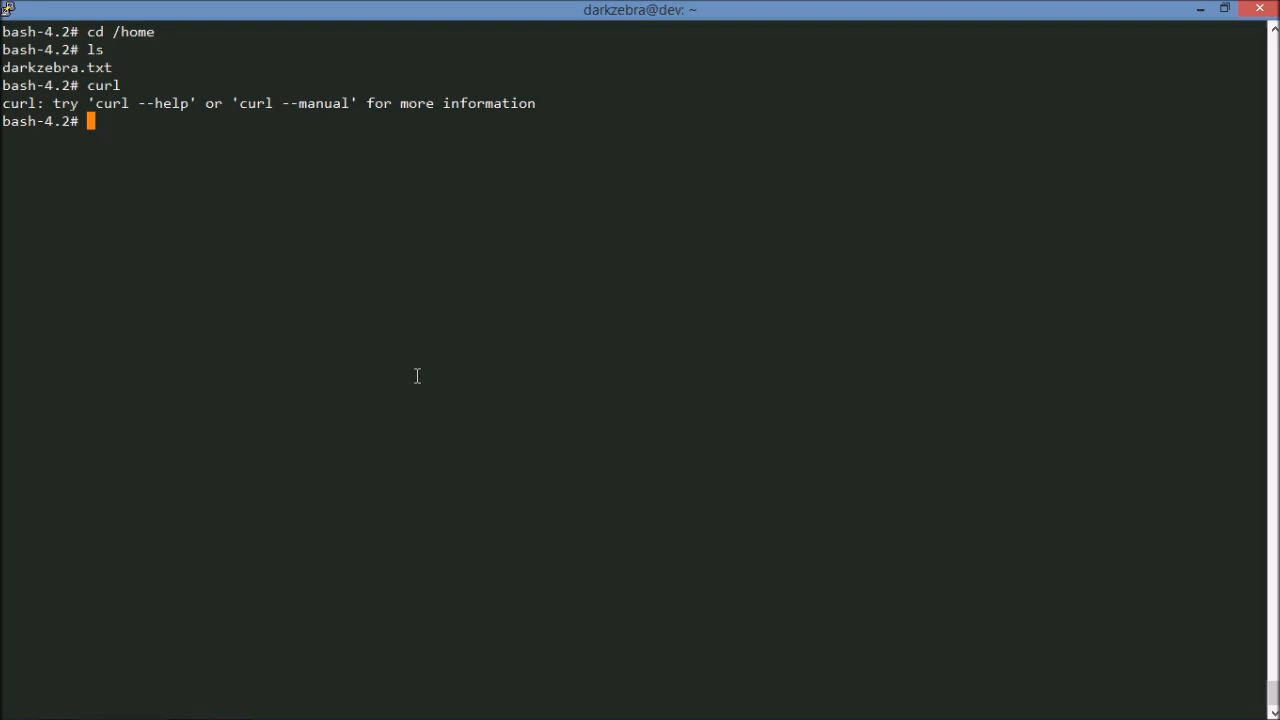 darkzebra@dev: ~
bash-4.2# cd /home
bash-4.2# ls
darkzebra.txt
bash-4.2# curl
curl: try 'curl --help' or 'curl --manual' for more information
bash-4.2#